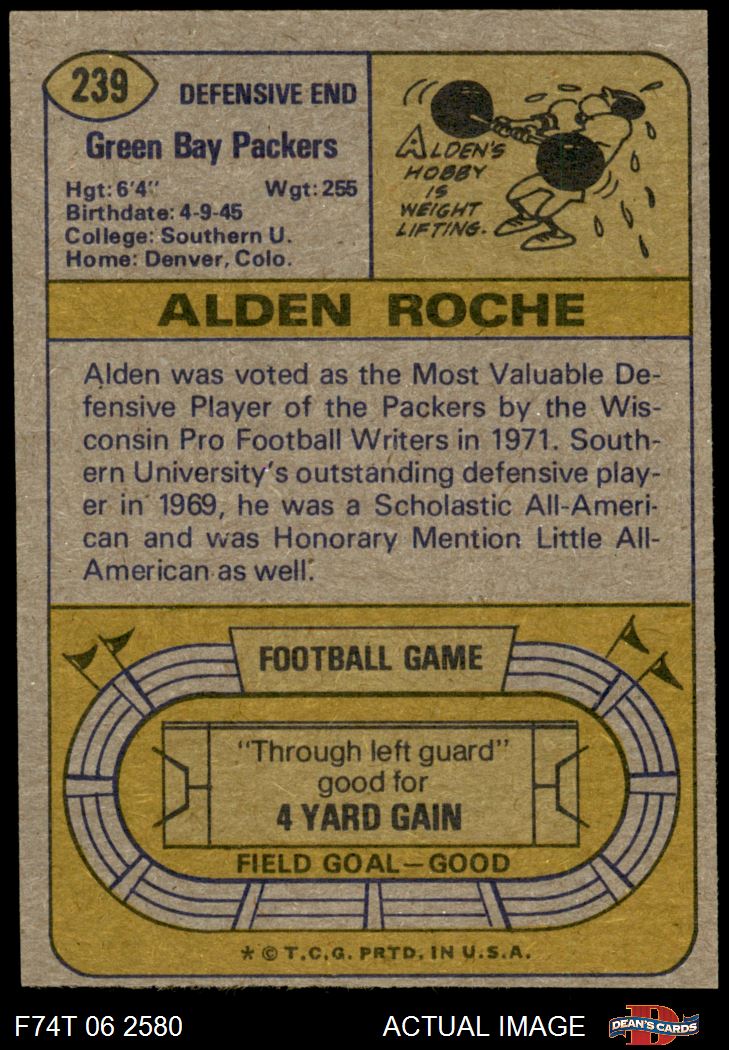 239
DEFENSIVE END
Green Bay Packers
Hgt: 6'4" Wgt: 255
Birthdate: 4-9-45
College: Southern U.
Home: Denver, Colo.
ALDEN'S
HOBBY
IS
WEIGHT
LIFTING.
ALDEN ROCHE
Alden was voted as the Most Valuable De-
fensive Player of the Packers by the Wis-
consin Pro Football Writers in 1971. South-
ern University's outstanding defensive play-
er in 1969, he was a Scholastic All-Ameri-
can and was Honorary Mention Little All-
American as well.
FOOTBALL GAME
"Through left guard"
good for
4 YARD GAIN
FIELD GOAL—GOOD
* © T.C.G. PRTD. IN U.S.A.
F74T 06 2580 ACTUAL IMAGE
D
DEAN'S CARDS